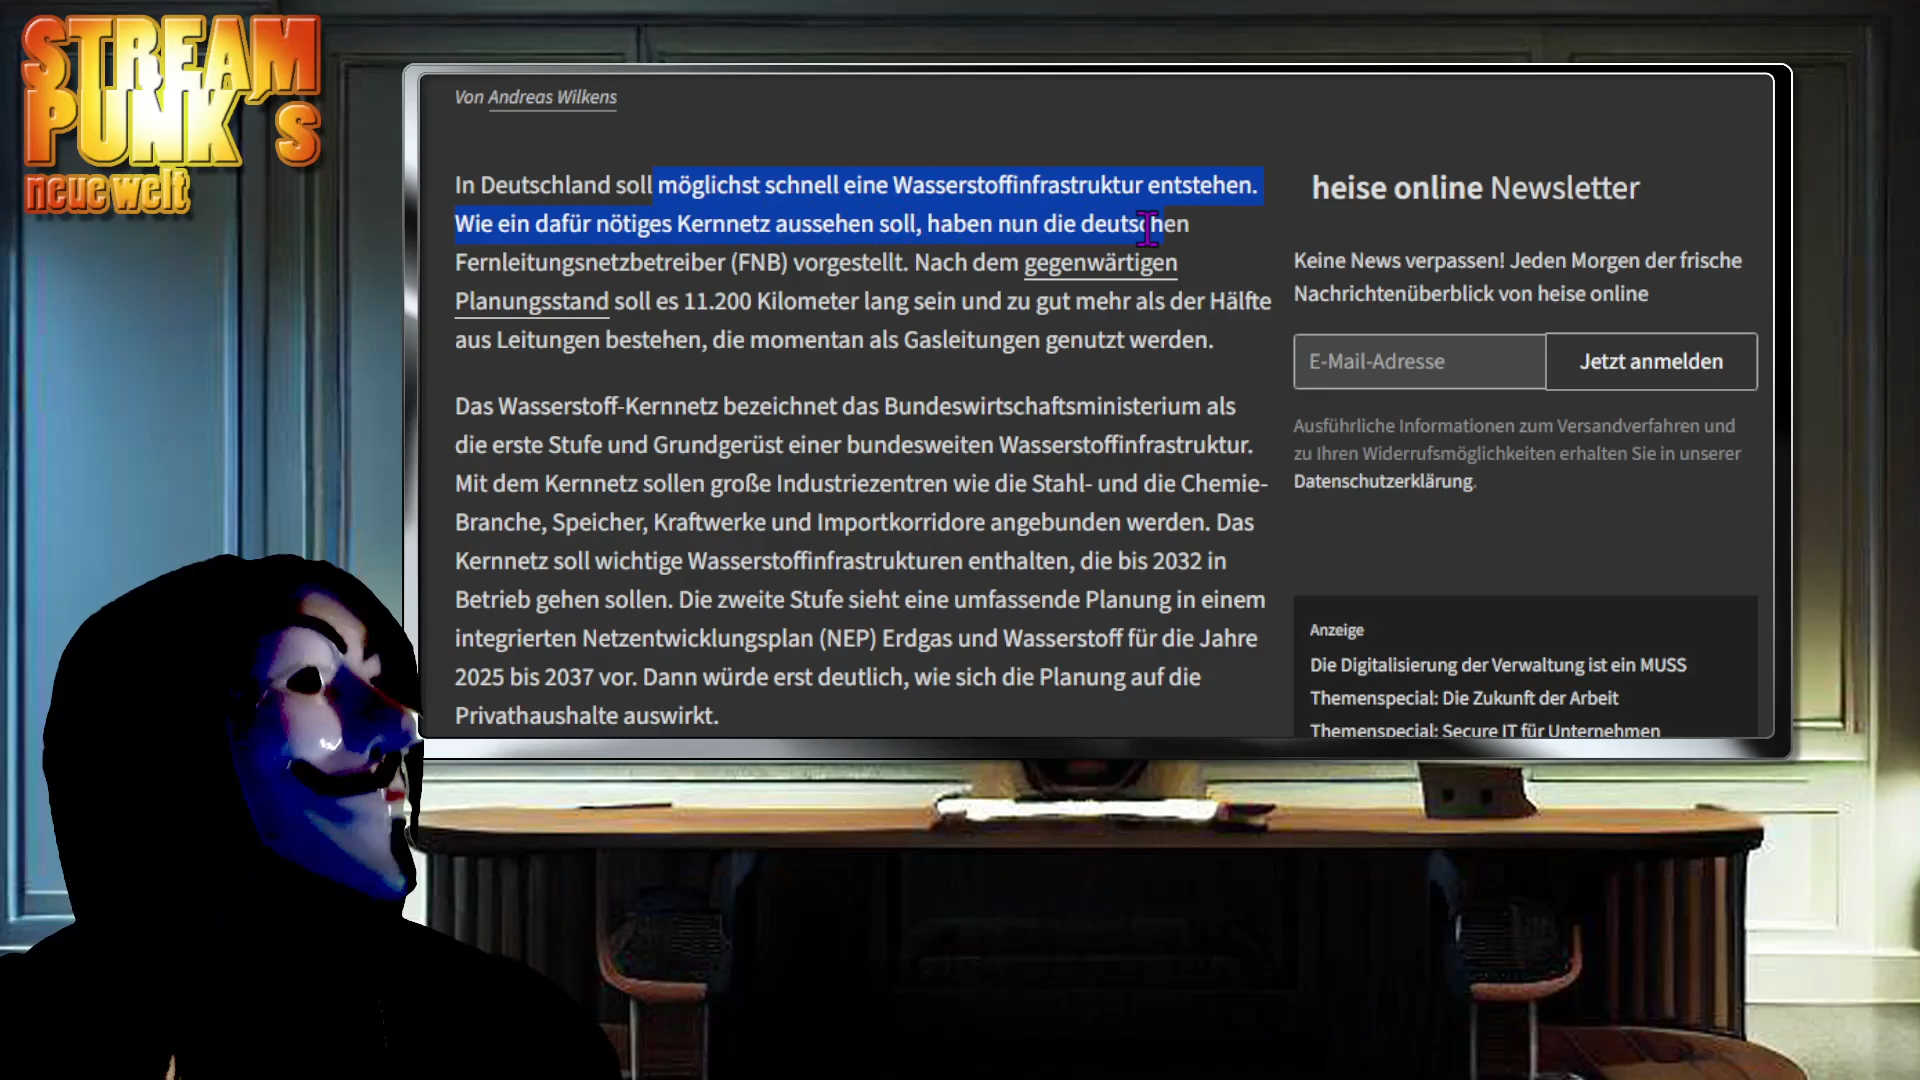 STREAM
PUNK´s
neue welt
Von Andreas Wilkens
In Deutschland soll möglichst schnell eine Wasserstoffinfrastruktur entstehen.
Wie ein dafür nötiges Kernnetz aussehen soll, haben nun die deutschen
Fernleitungsnetzbetreiber (FNB) vorgestellt. Nach dem gegenwärtigen
Planungsstand soll es 11.200 Kilometer lang sein und zu gut mehr als der Hälfte
aus Leitungen bestehen, die momentan als Gasleitungen genutzt werden.
Das Wasserstoff-Kernnetz bezeichnet das Bundeswirtschaftsministerium als
die erste Stufe und Grundgerüst einer bundesweiten Wasserstoffinfrastruktur.
Mit dem Kernnetz sollen große Industriezentren wie die Stahl- und die Chemie-
Branche, Speicher, Kraftwerke und Importkorridore angebunden werden. Das
Kernnetz soll wichtige Wasserstoffinfrastrukturen enthalten, die bis 2032 in
Betrieb gehen sollen. Die zweite Stufe sieht eine umfassende Planung in einem
integrierten Netzentwicklungsplan (NEP) Erdgas und Wasserstoff für die Jahre
2025 bis 2037 vor. Dann würde erst deutlich, wie sich die Planung auf die
Privathaushalte auswirkt.
heise online Newsletter
Keine News verpassen! Jeden Morgen der frische
Nachrichtenüberblick von heise online
E-Mail-Adresse
Jetzt anmelden
Ausführliche Informationen zum Versandverfahren und
zu Ihren Widerrufsmöglichkeiten erhalten Sie in unserer
Datenschutzerklärung.
Anzeige
Die Digitalisierung der Verwaltung ist ein MUSS
Themenspecial: Die Zukunft der Arbeit
Themenspecial: Secure IT für Unternehmen